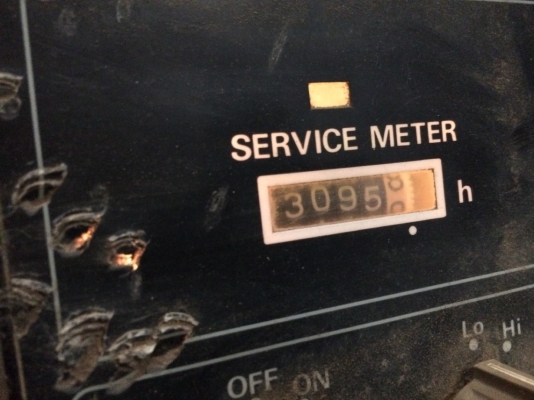 SERVICE METER
3095 h
Lo Hi
OFF ON